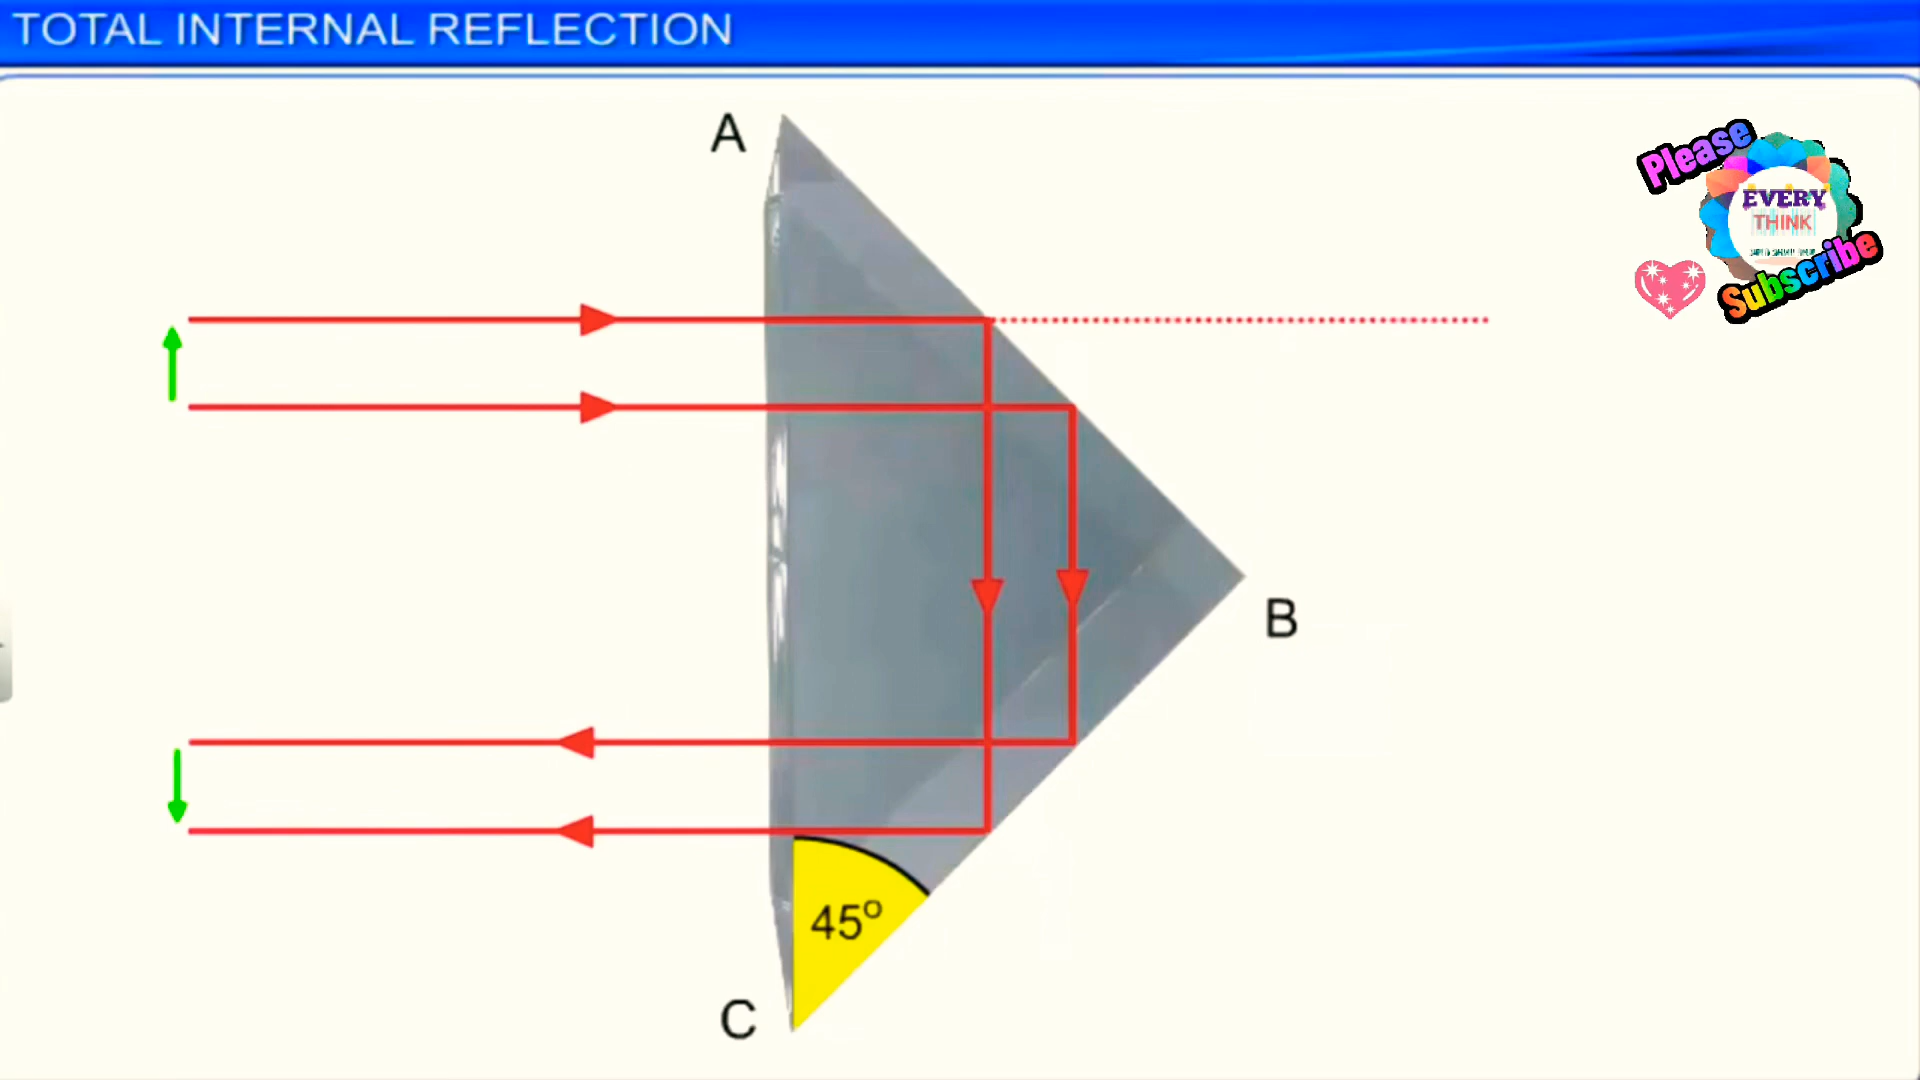 TOTAL INTERNAL REFLECTION
A
Please
EVERY
THINK
Subscribe
B
45°
C